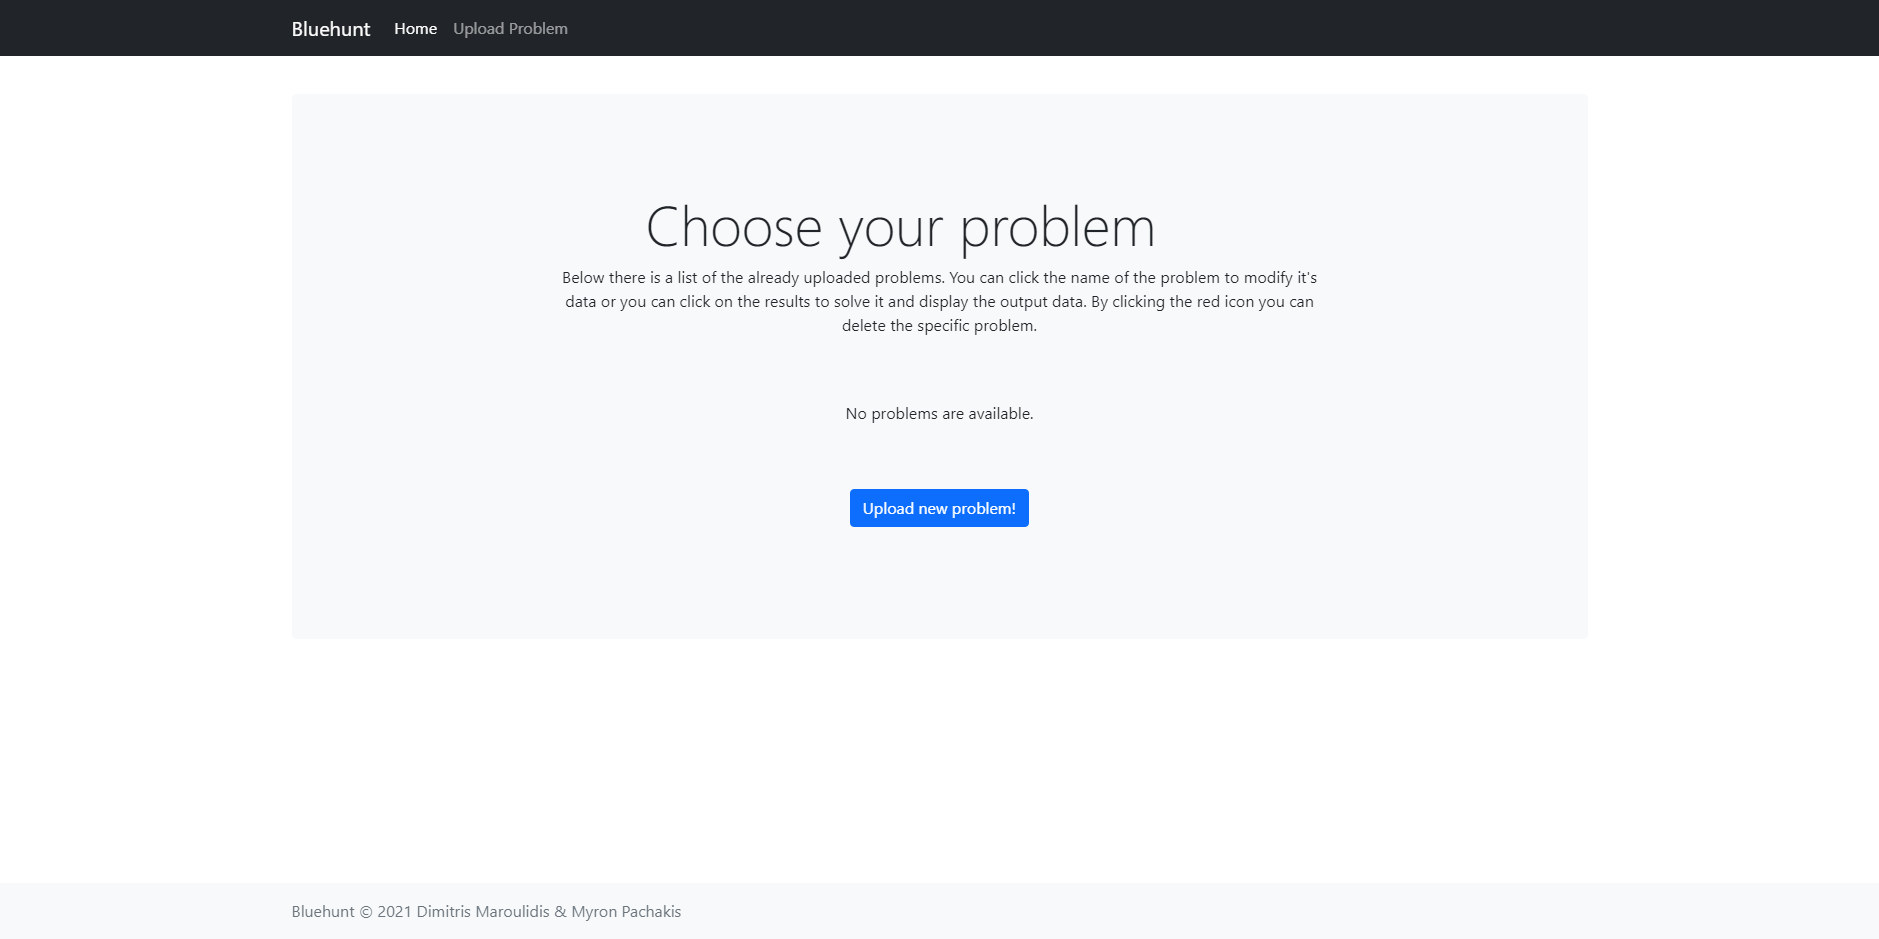 Bluehunt Home Upload Problem
Choose your problem
Below there is a list of the already uploaded problems. You can click the name of the problem to modify it's
data or you can click on the results to solve it and display the output data. By clicking the red icon you can
delete the specific problem.
No problems are available.
Upload new problem!
Bluehunt © 2021 Dimitris Maroulidis & Myron Pachakis